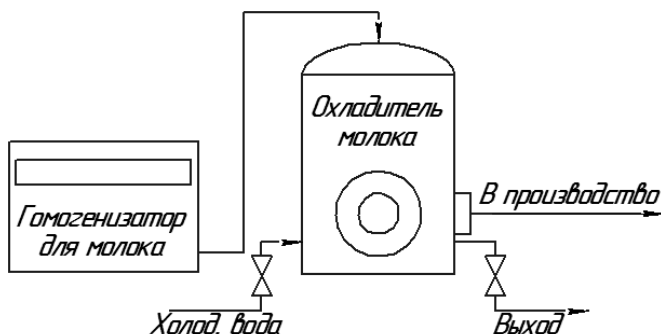 Охладитель
молока
В производство
Гомогенизатор
для молока
Холод. вода
Выход